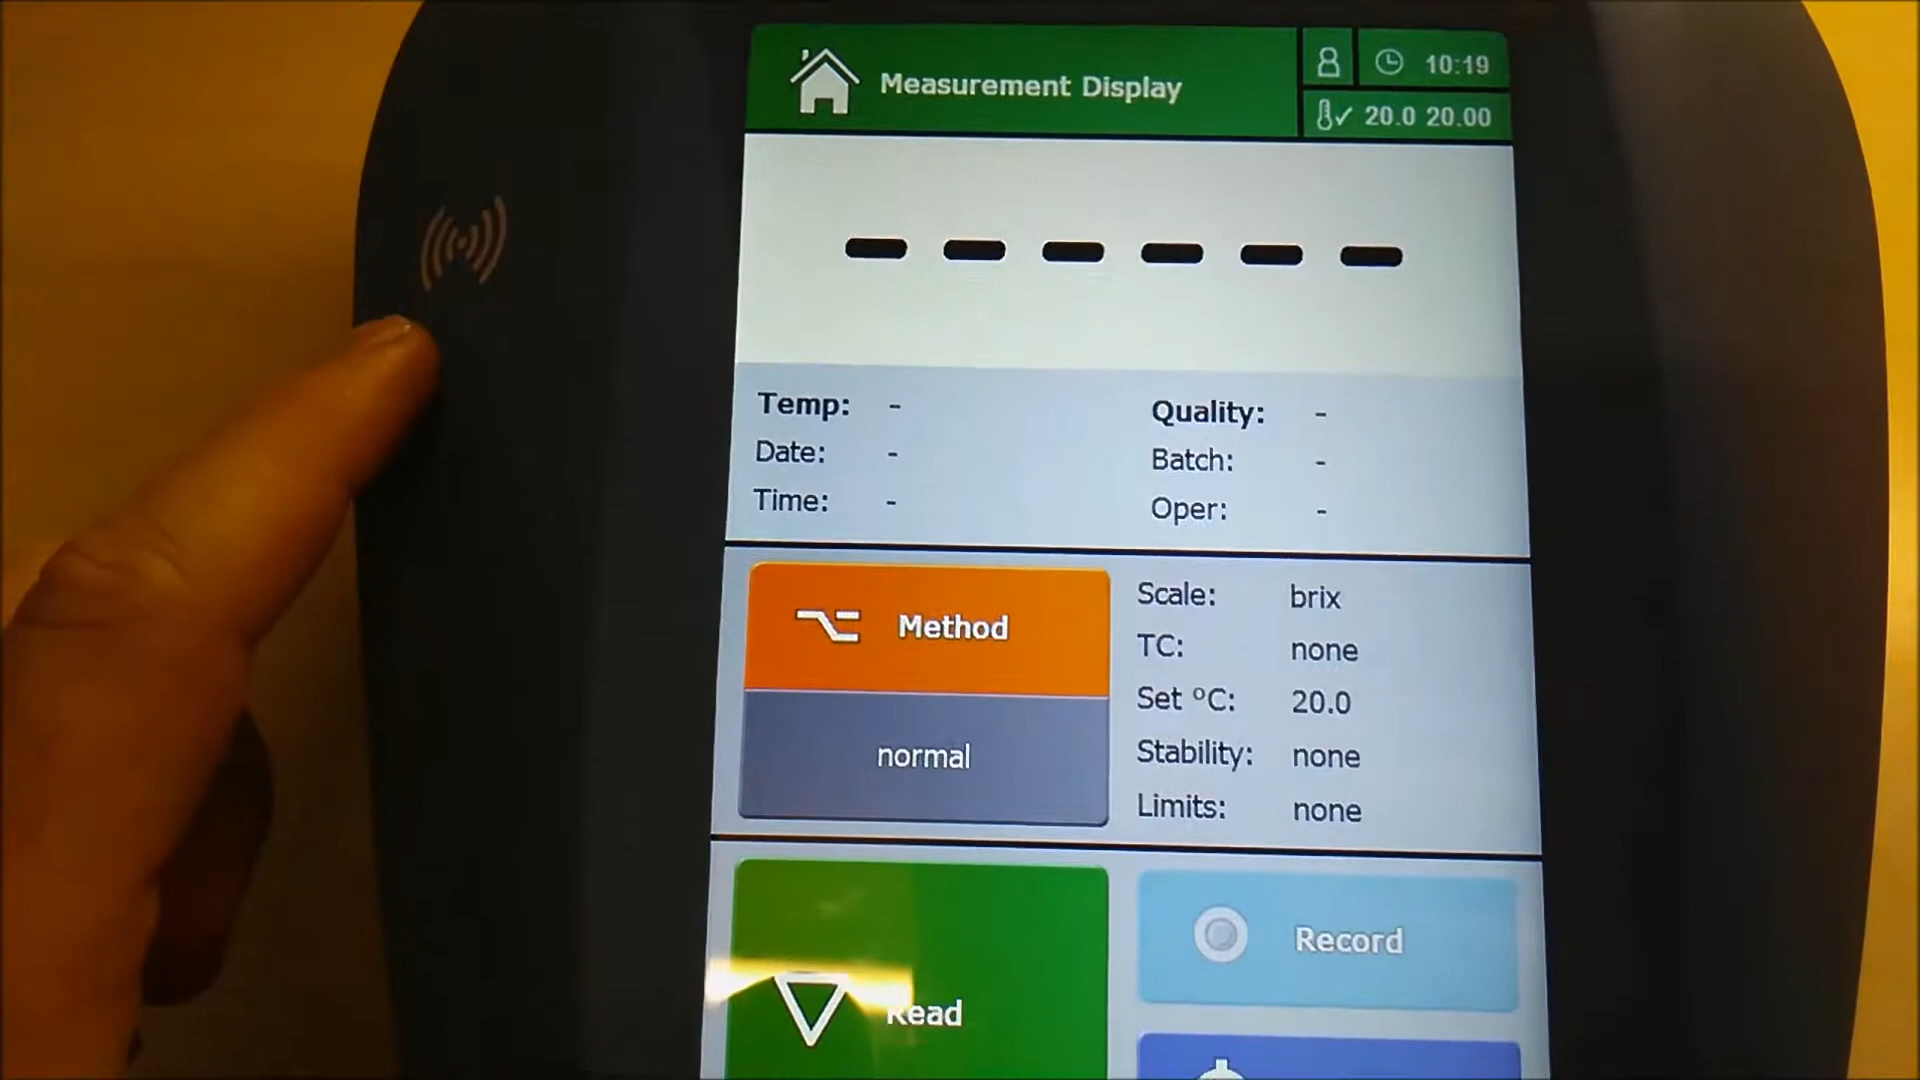 Measurement Display
10:19
20.0 20.00
------
Temp: -
Quality: -
Date: -
Batch: -
Time: -
Oper: -
Method
normal
Scale: brix
TC: none
Set °C: 20.0
Stability: none
Limits: none
Read
Record